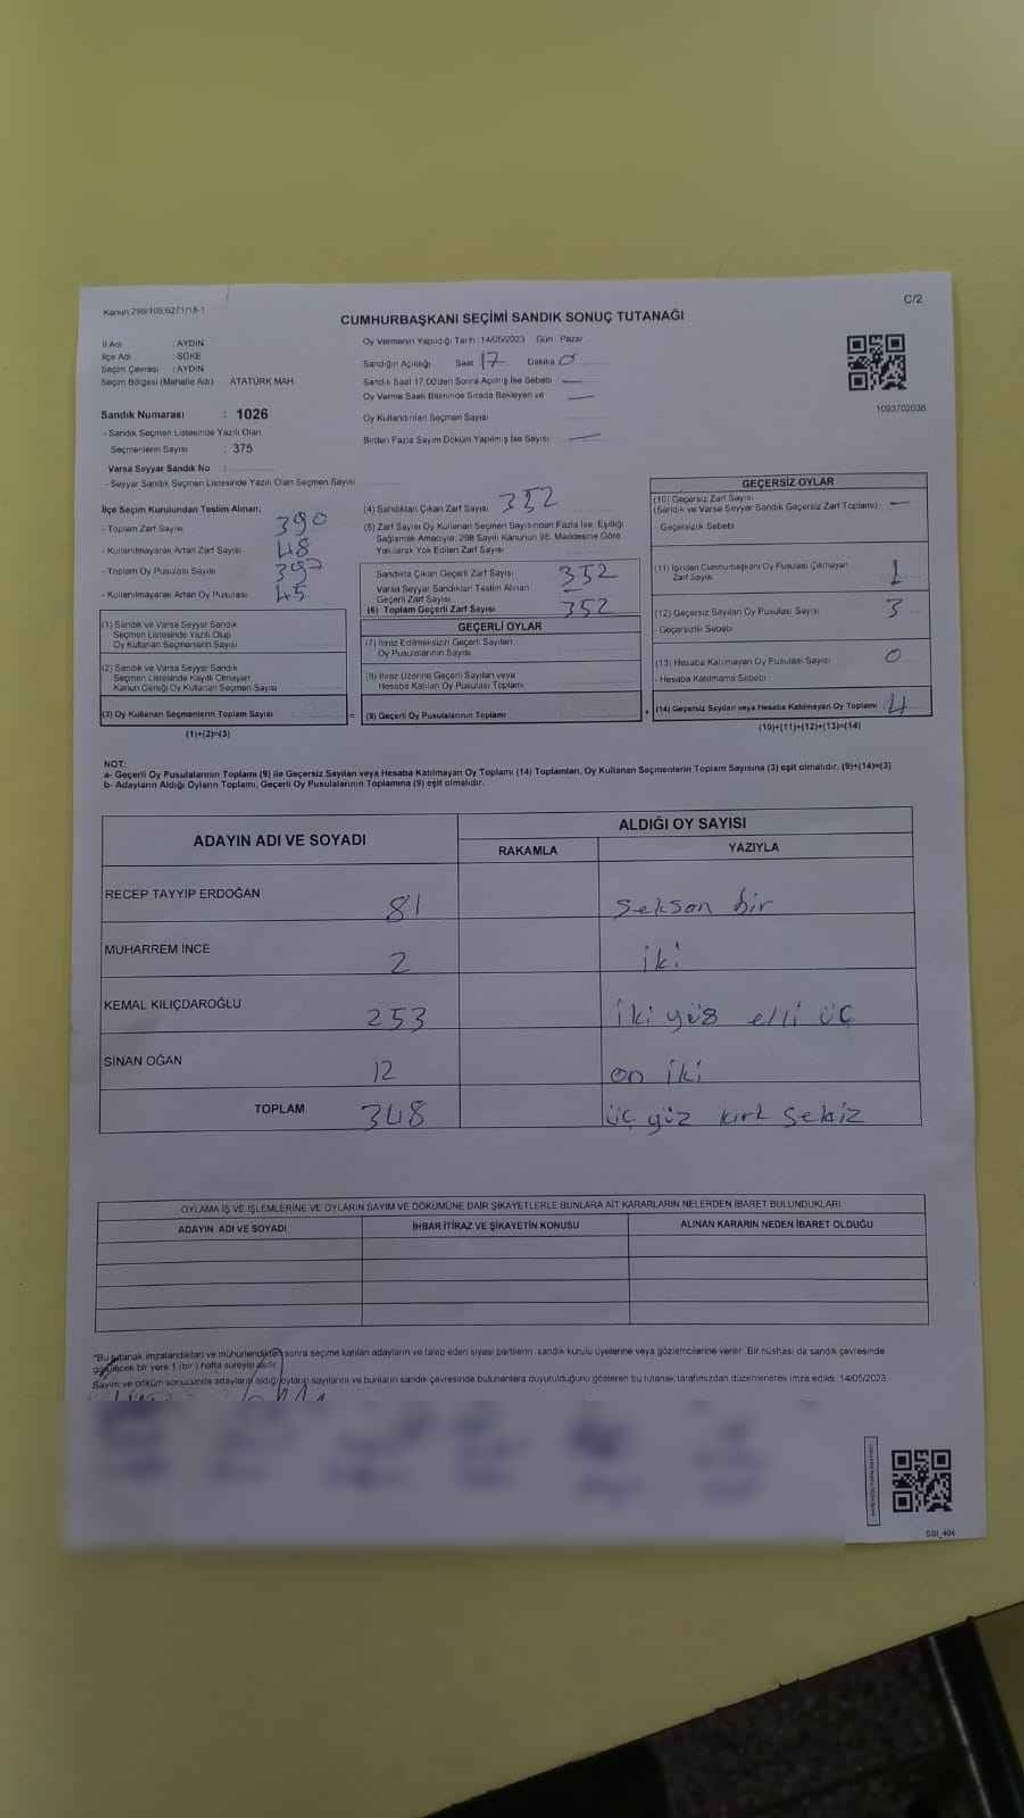 Kanun:298/105;6271/18-1
C/2
CUMHURBAŞKANI SEÇİMİ SANDIK SONUÇ TUTANAĞI
İl Adı : AYDIN
İlçe Adı : SÖKE
Seçim Çevresi : AYDIN
Seçim Bölgesi (Mahalle Adı) ATATÜRK MAH.
Sandık Numarası : 1026
- Sandık Seçmen Listesinde Yazılı Olan
Seçmenlerin Sayısı : 375
Varsa Seyyar Sandık No :
- Seyyar Sandık Seçmen Listesinde Yazılı Olan Seçmen Sayısı
Oy Vermenin Yapıldığı Tarih : 14/05/2023 Gün : Pazar
Sandığın Açıldığı Saat 17 Dakika 0
Sandık Saat 17.00'den Sonra Açılmış İse Sebebi —
Oy Verme Saati Bitiminde Sırada Bekleyen ve —
Oy Kullandırılan Seçmen Sayısı
Birden Fazla Sayım Döküm Yapılmış İse Sayısı —
1093702036
İlçe Seçim Kurulundan Teslim Alınan;
- Toplam Zarf Sayısı 390
- Kullanılmayarak Artan Zarf Sayısı 48
- Toplam Oy Pusulası Sayısı
- Kullanılmayarak Artan Oy Pusulası 45
(1) Sandık ve Varsa Seyyar Sandık
Seçmen Listesinde Yazılı Olup
Oy Kullanan Seçmenlerin Sayısı
(2) Sandık ve Varsa Seyyar Sandık
Seçmen Listesinde Kayıtlı Olmayan
Kanun Gereği Oy Kullanan Seçmen Sayısı
(3) Oy Kullanan Seçmenlerin Toplam Sayısı
(1)+(2)=(3)
(4) Sandıktan Çıkan Zarf Sayısı 352
(5) Zarf Sayısı Oy Kullanan Seçmen Sayısından Fazla İse, Eşitliği
Sağlamak Amacıyla, 298 Sayılı Kanunun 98. Maddesine Göre
Yakılarak Yok Edilen Zarf Sayısı
Sandıkta Çıkan Geçerli Zarf Sayısı 352
Varsa Seyyar Sandıktan Teslim Alınan —
Geçerli Zarf Sayısı
(6) Toplam Geçerli Zarf Sayısı 352
GEÇERLİ OYLAR
(7) İtiraz Edilmeksizin Geçerli Sayılan
Oy Pusulalarının Sayısı
(8) İtiraz Üzerine Geçerli Sayılan veya
Hesaba Katılan Oy Pusulası Toplamı
= (9) Geçerli Oy Pusulalarının Toplamı +
GEÇERSİZ OYLAR
(10) Geçersiz Zarf Sayısı
(Sandık ve Varsa Seyyar Sandık Geçersiz Zarf Toplamı) —
Geçersizlik Sebebi
(11) İçinden Cumhurbaşkanı Oy Pusulası Çıkmayan
Zarf Sayısı 1
(12) Geçersiz Sayılan Oy Pusulası Sayısı 3
- Geçersizlik Sebebi
(13) Hesaba Katılmayan Oy Pusulası Sayısı 0
- Hesaba Katılmama Sebebi
(14) Geçersiz Sayılan veya Hesaba Katılmayan Oy Toplamı 4
(10)+(11)+(12)+(13)=(14)
NOT:
a- Geçerli Oy Pusulalarının Toplamı (9) ile Geçersiz Sayılan veya Hesaba Katılmayan Oy Toplamı (14) Toplamları, Oy Kullanan Seçmenlerin Toplam Sayısına (3) eşit olmalıdır. (9)+(14)=(3)
b- Adayların Aldığı Oyların Toplamı, Geçerli Oy Pusulalarının Toplamına (9) eşit olmalıdır.
ADAYIN ADI VE SOYADI
ALDIĞI OY SAYISI
RAKAMLA YAZIYLA
RECEP TAYYIP ERDOĞAN 81 seksan bir
MUHARREM İNCE 2 iki
KEMAL KILIÇDAROĞLU 253 iki yüs elli üç
SİNAN OĞAN 12 on iki
TOPLAM 348 üç yüz kırk sekiz
OYLAMA İŞ VE İŞLEMLERİNE VE OYLARIN SAYIM VE DÖKÜMÜNE DAİR ŞİKAYETLERLE BUNLARA AİT KARARLARIN NELERDEN İBARET BULUNDUKLARI
ADAYIN ADI VE SOYADI İHBAR İTİRAZ VE ŞİKAYETİN KONUSU ALINAN KARARIN NEDEN İBARET OLDUĞU
"Bu tutanak imzalandıktan ve mühürlendikten sonra seçime katılan adayların ve talep eden siyasi partilerin, sandık kurulu üyelerine veya gözlemcilerine verilir. Bir nüshası da sandık çevresinde
görülecek bir yere 1 (bir) hafta süreyle asılır.
Sayım ve döküm sonucunda adayların aldığı oyların sayılarını ve bunların sandık çevresinde bulunanlara duyurulduğunu gösteren bu tutanak tarafımızdan düzenlenerek imza edildi. 14/05/2023